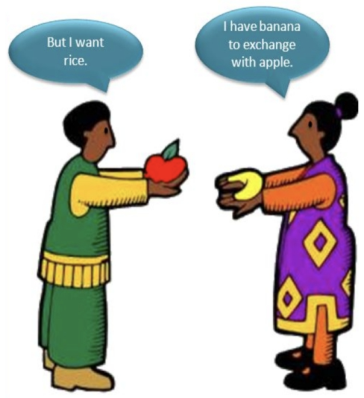 But I want
rice.
I have banana
to exchange
with apple.